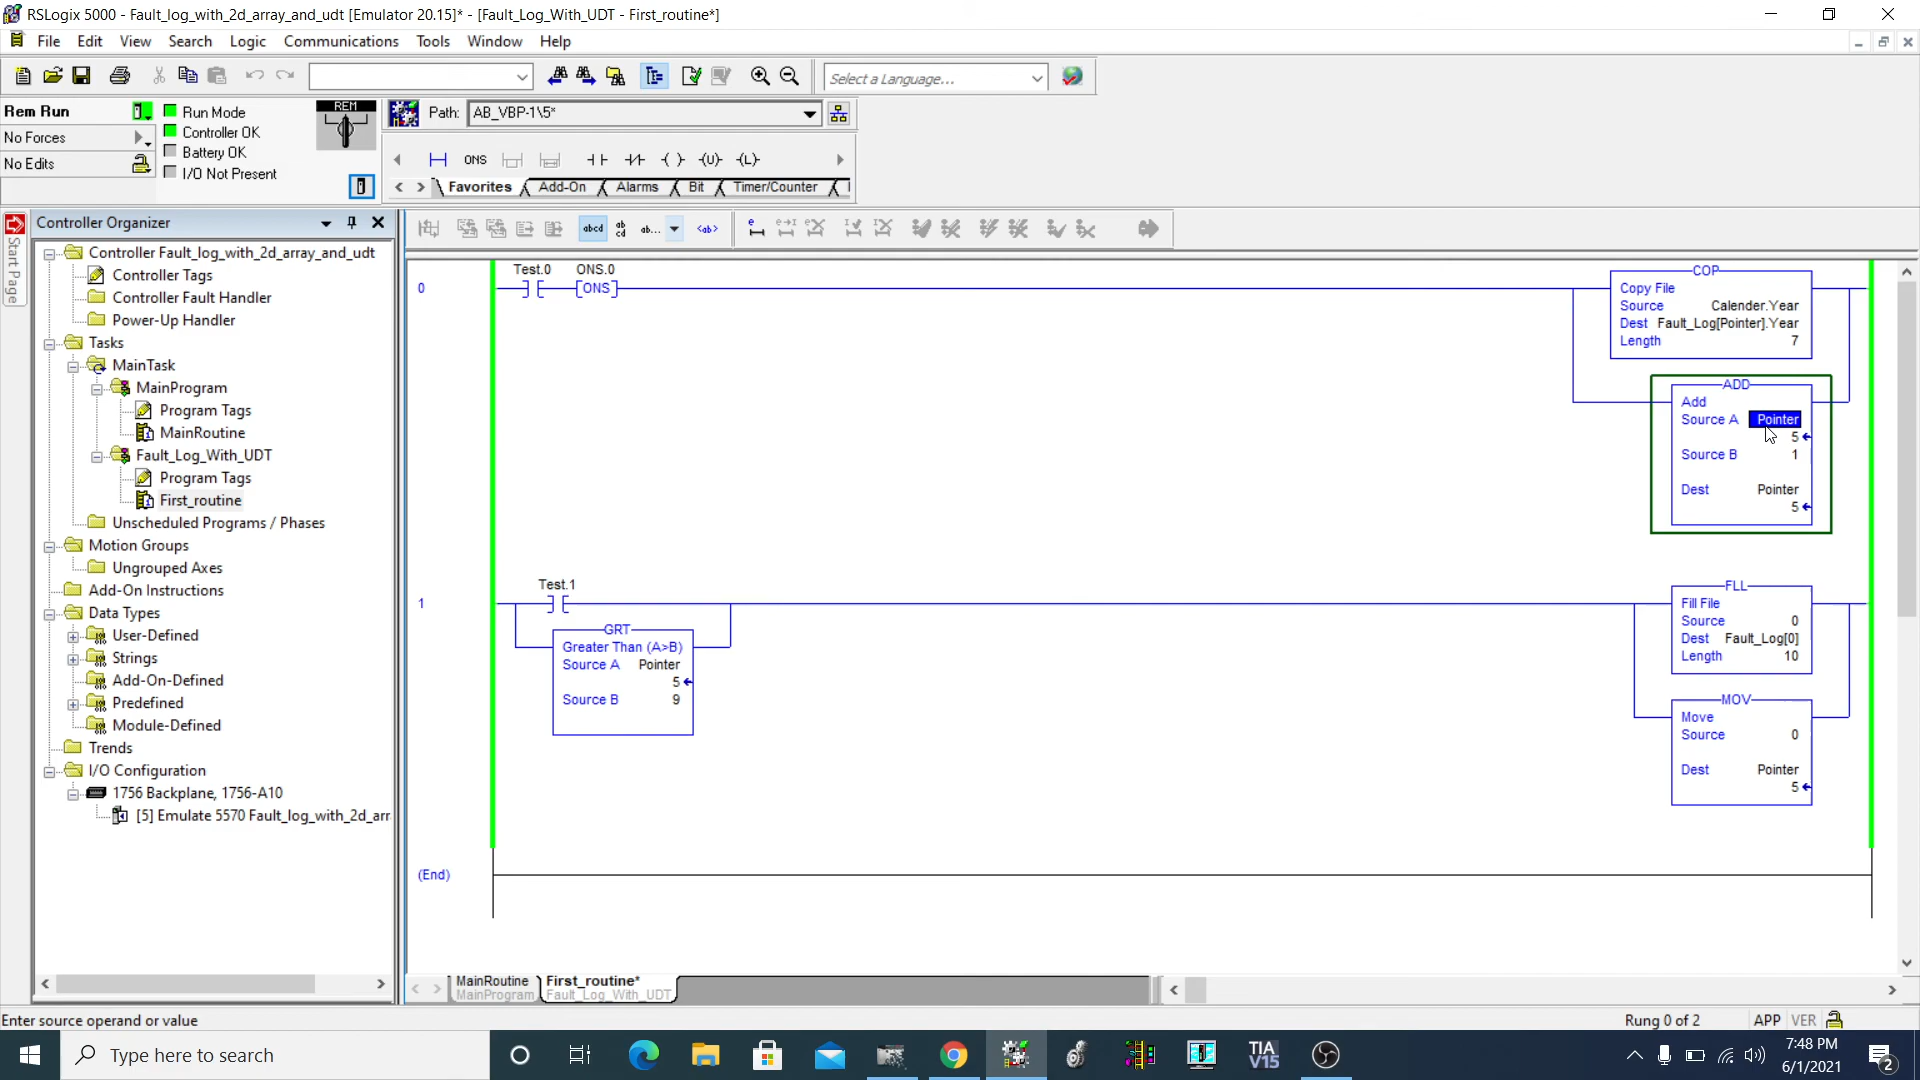 RSLogix 5000 - Fault_log_with_2d_array_and_udt [Emulator 20.15]* - [Fault_Log_With_UDT - First_routine*]
File Edit View Search Logic Communications Tools Window Help
Select a Language...
Rem Run
No Forces
No Edits
Run Mode
Controller OK
Battery OK
I/O Not Present
REM
Path: AB_VBP-1\5*
ONS
Favorites Add-On Alarms Bit Timer/Counter
Start Page
Controller Organizer
Controller Fault_log_with_2d_array_and_udt
Controller Tags
Controller Fault Handler
Power-Up Handler
Tasks
MainTask
MainProgram
Program Tags
MainRoutine
Fault_Log_With_UDT
Program Tags
First_routine
Unscheduled Programs / Phases
Motion Groups
Ungrouped Axes
Add-On Instructions
Data Types
User-Defined
Strings
Add-On-Defined
Predefined
Module-Defined
Trends
I/O Configuration
1756 Backplane, 1756-A10
[5] Emulate 5570 Fault_log_with_2d_arr
abcd
ab cd
ab...
<ab>
0
Test.0 ONS.0
ONS
COP
Copy File
Source Calender.Year
Dest Fault_Log[Pointer].Year
Length 7
ADD
Add
Source A Pointer
5
Source B 1
Dest Pointer
5
1
Test.1
GRT
Greater Than (A>B)
Source A Pointer
5
Source B 9
FLL
Fill File
Source 0
Dest Fault_Log[0]
Length 10
MOV
Move
Source 0
Dest Pointer
5
(End)
MainRoutine
MainProgram
First_routine*
Fault_Log_With_UDT
Enter source operand or value
Rung 0 of 2
APP VER
Type here to search
TIA
V15
7:48 PM
6/1/2021
2